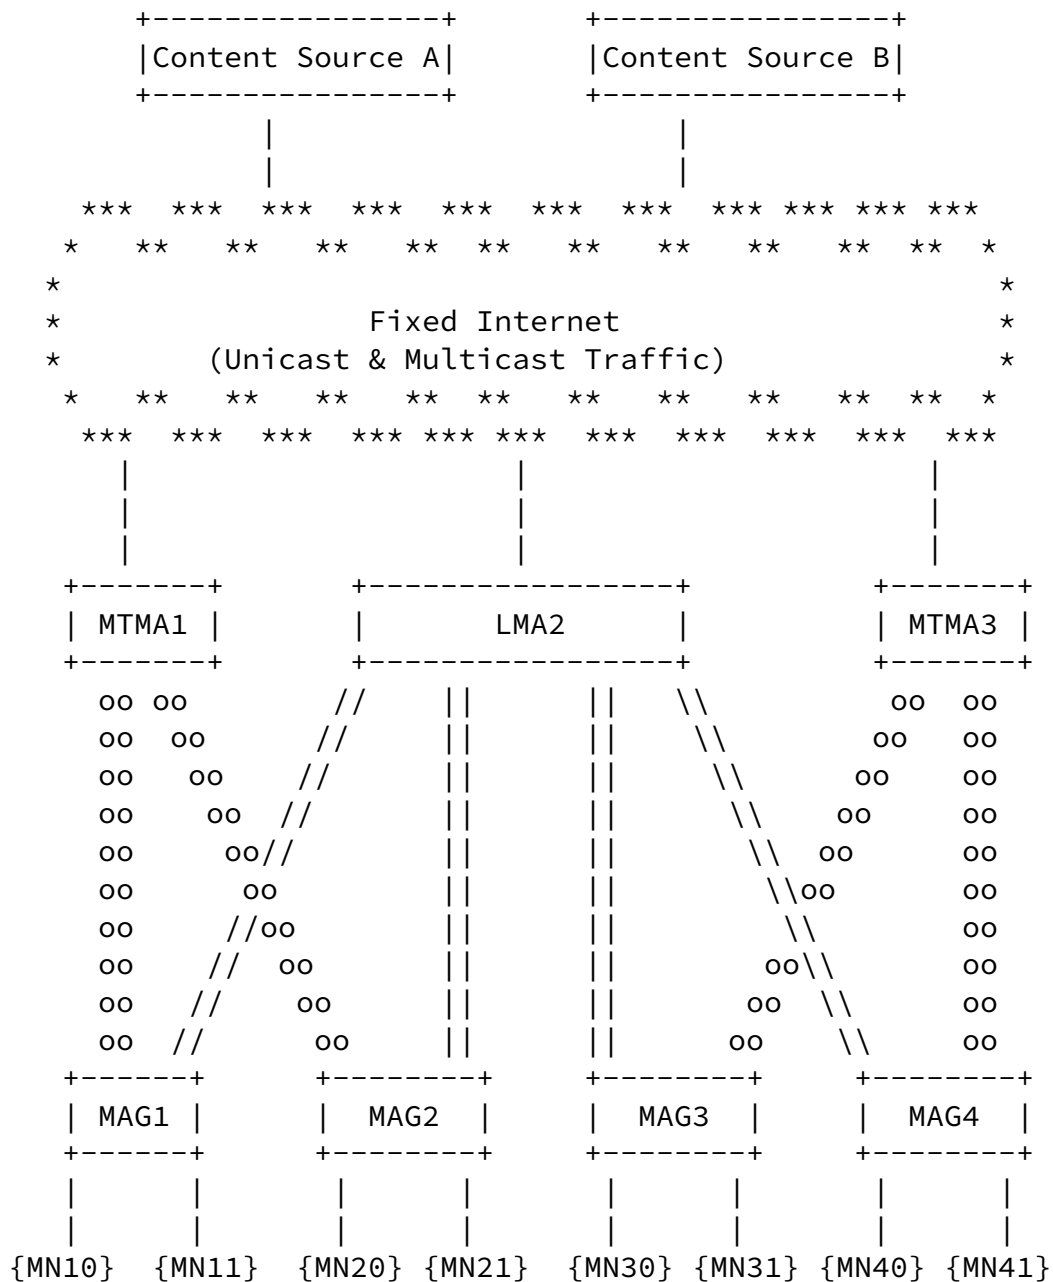 Content Source A Content Source B
Fixed Internet
(Unicast & Multicast Traffic)
MTMA1 LMA2 MTMA3
MAG1 MAG2 MAG3 MAG4
{MN10} {MN11} {MN20} {MN21} {MN30} {MN31} {MN40} {MN41}